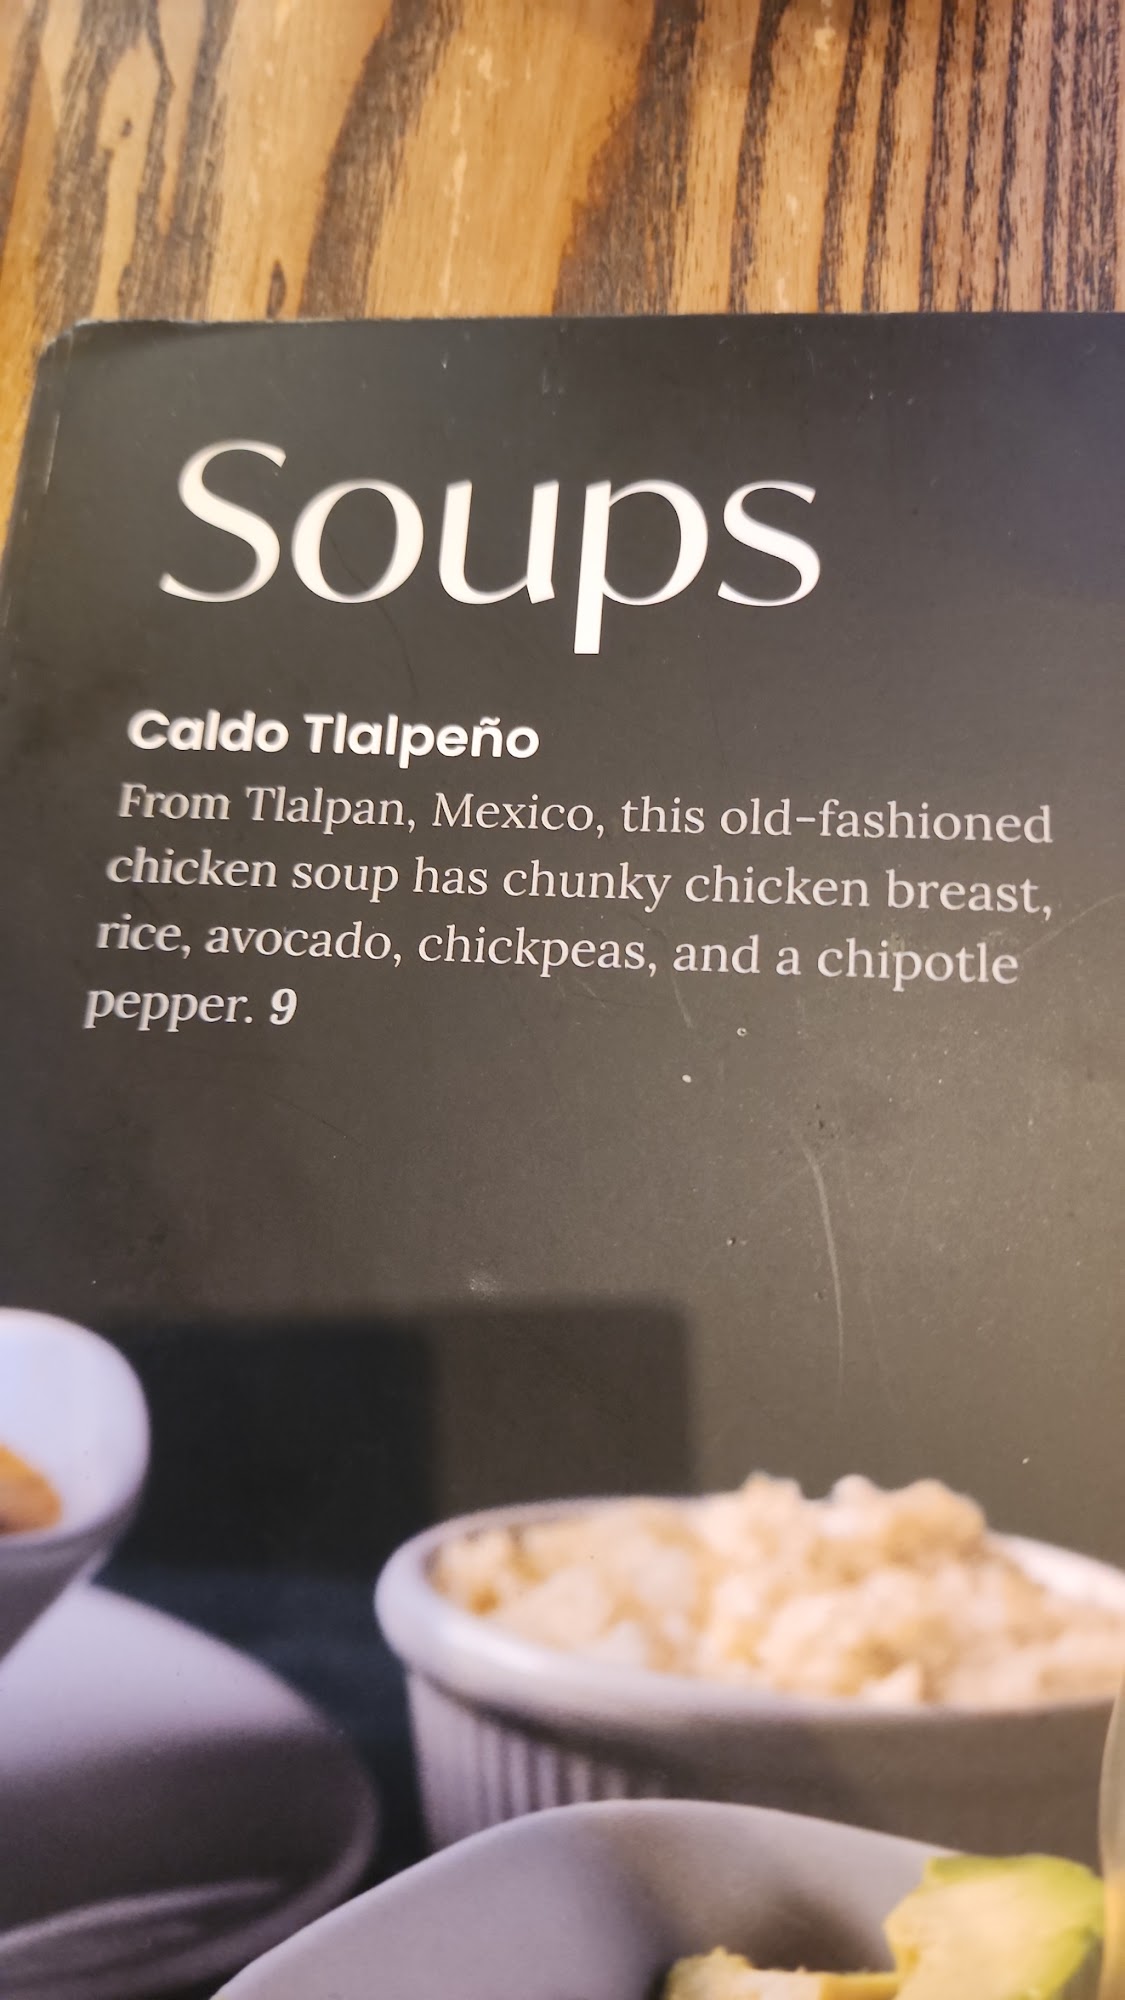 Soups
Caldo Tlalpeño
From Tlalpan, Mexico, this old-fashioned
chicken soup has chunky chicken breast,
rice, avocado, chickpeas, and a chipotle
pepper. 9